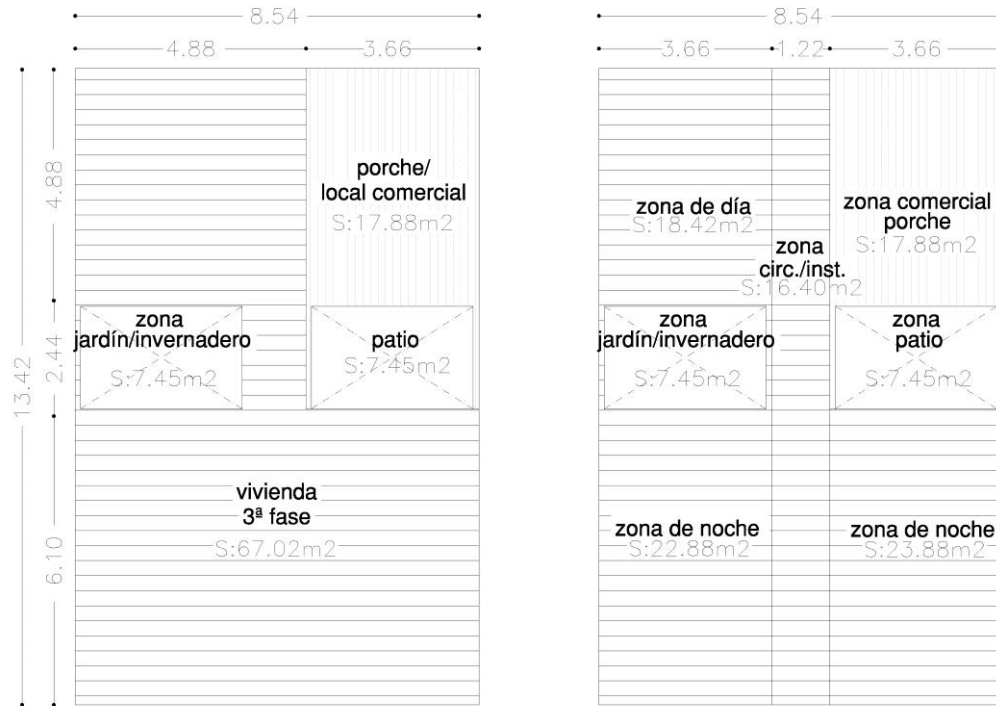 8.54
4.88
3.66
13.42
4.88
2.44
6.10
porche/
local comercial
S:17.88m2
zona
jardín/invernadero
S:7.45m2
patio
S:7.45m2
vivienda
3ª fase
S:67.02m2
8.54
3.66
1.22
3.66
zona de día
S:18.42m2
zona
circ./inst.
S:16.40m2
zona comercial
porche
S:17.88m2
zona
jardín/invernadero
S:7.45m2
zona
patio
S:7.45m2
zona de noche
S:22.88m2
zona de noche
S:23.88m2